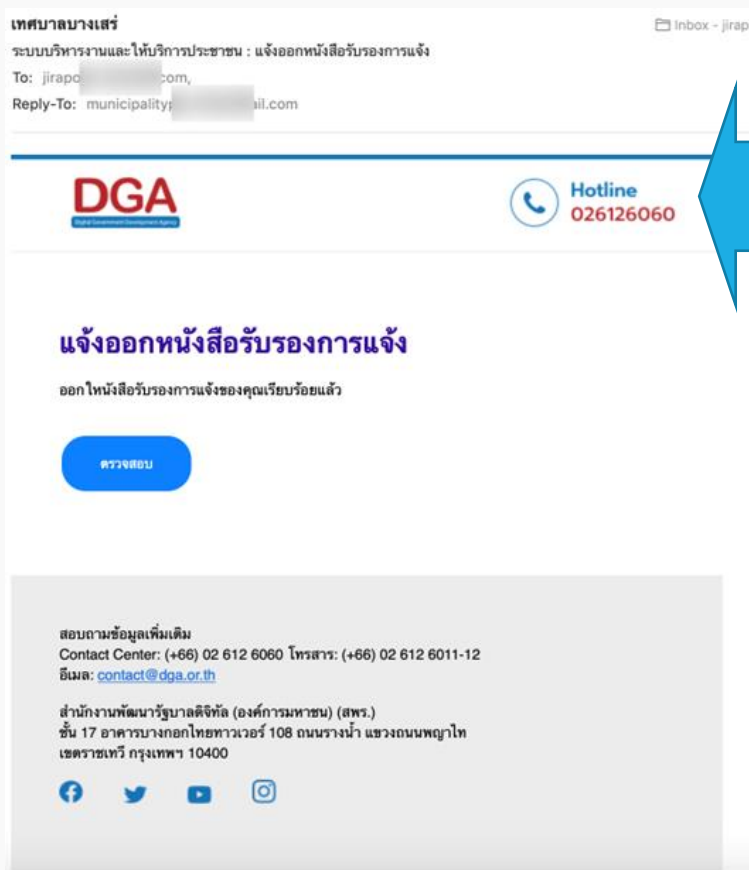 เทศบาลบางเสร่
Inbox - jirap
ระบบบริหารงานและให้บริการประชาชน : แจ้งออกหนังสือรับรองการแจ้ง
To: jirapo com,
Reply-To: municipality ail.com
DGA
Digital Government Development Agency
Hotline
026126060
แจ้งออกหนังสือรับรองการแจ้ง
ออกใหนังสือรับรองการแจ้งของคุณเรียบร้อยแล้ว
ตรวจสอบ
สอบถามข้อมูลเพิ่มเติม
Contact Center: (+66) 02 612 6060 โทรสาร: (+66) 02 612 6011-12
อีเมล: contact@dga.or.th
สำนักงานพัฒนารัฐบาลดิจิทัล (องค์การมหาชน) (สพร.)
ชั้น 17 อาคารบางกอกไทยทาวเวอร์ 108 ถนนรางน้ำ แขวงถนนพญาไท
เขตราชเทวี กรุงเทพฯ 10400